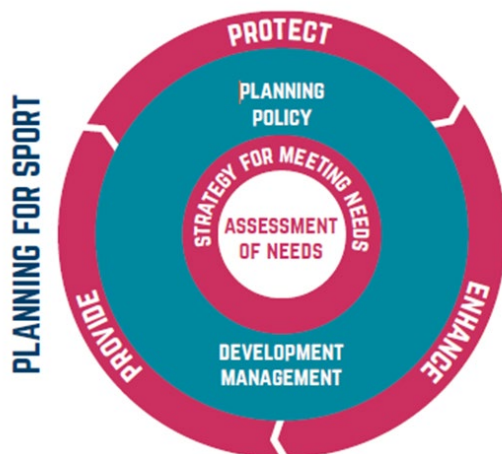 PLANNING FOR SPORT
PROTECT
PLANNING
POLICY
STRATEGY FOR MEETING NEEDS
ASSESSMENT
OF NEEDS
DEVELOPMENT
MANAGEMENT
PROVIDE
ENHANCE